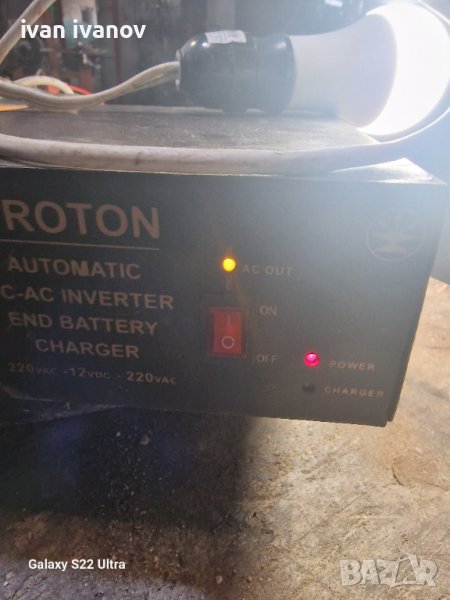 ivan ivanov
ROTON
AUTOMATIC
C-AC INVERTER
END BATTERY
CHARGER
220VAC -12VDC - 220VAC
AC OUT
ON
OFF
POWER
CHARGER
Galaxy S22 Ultra
BAZAR